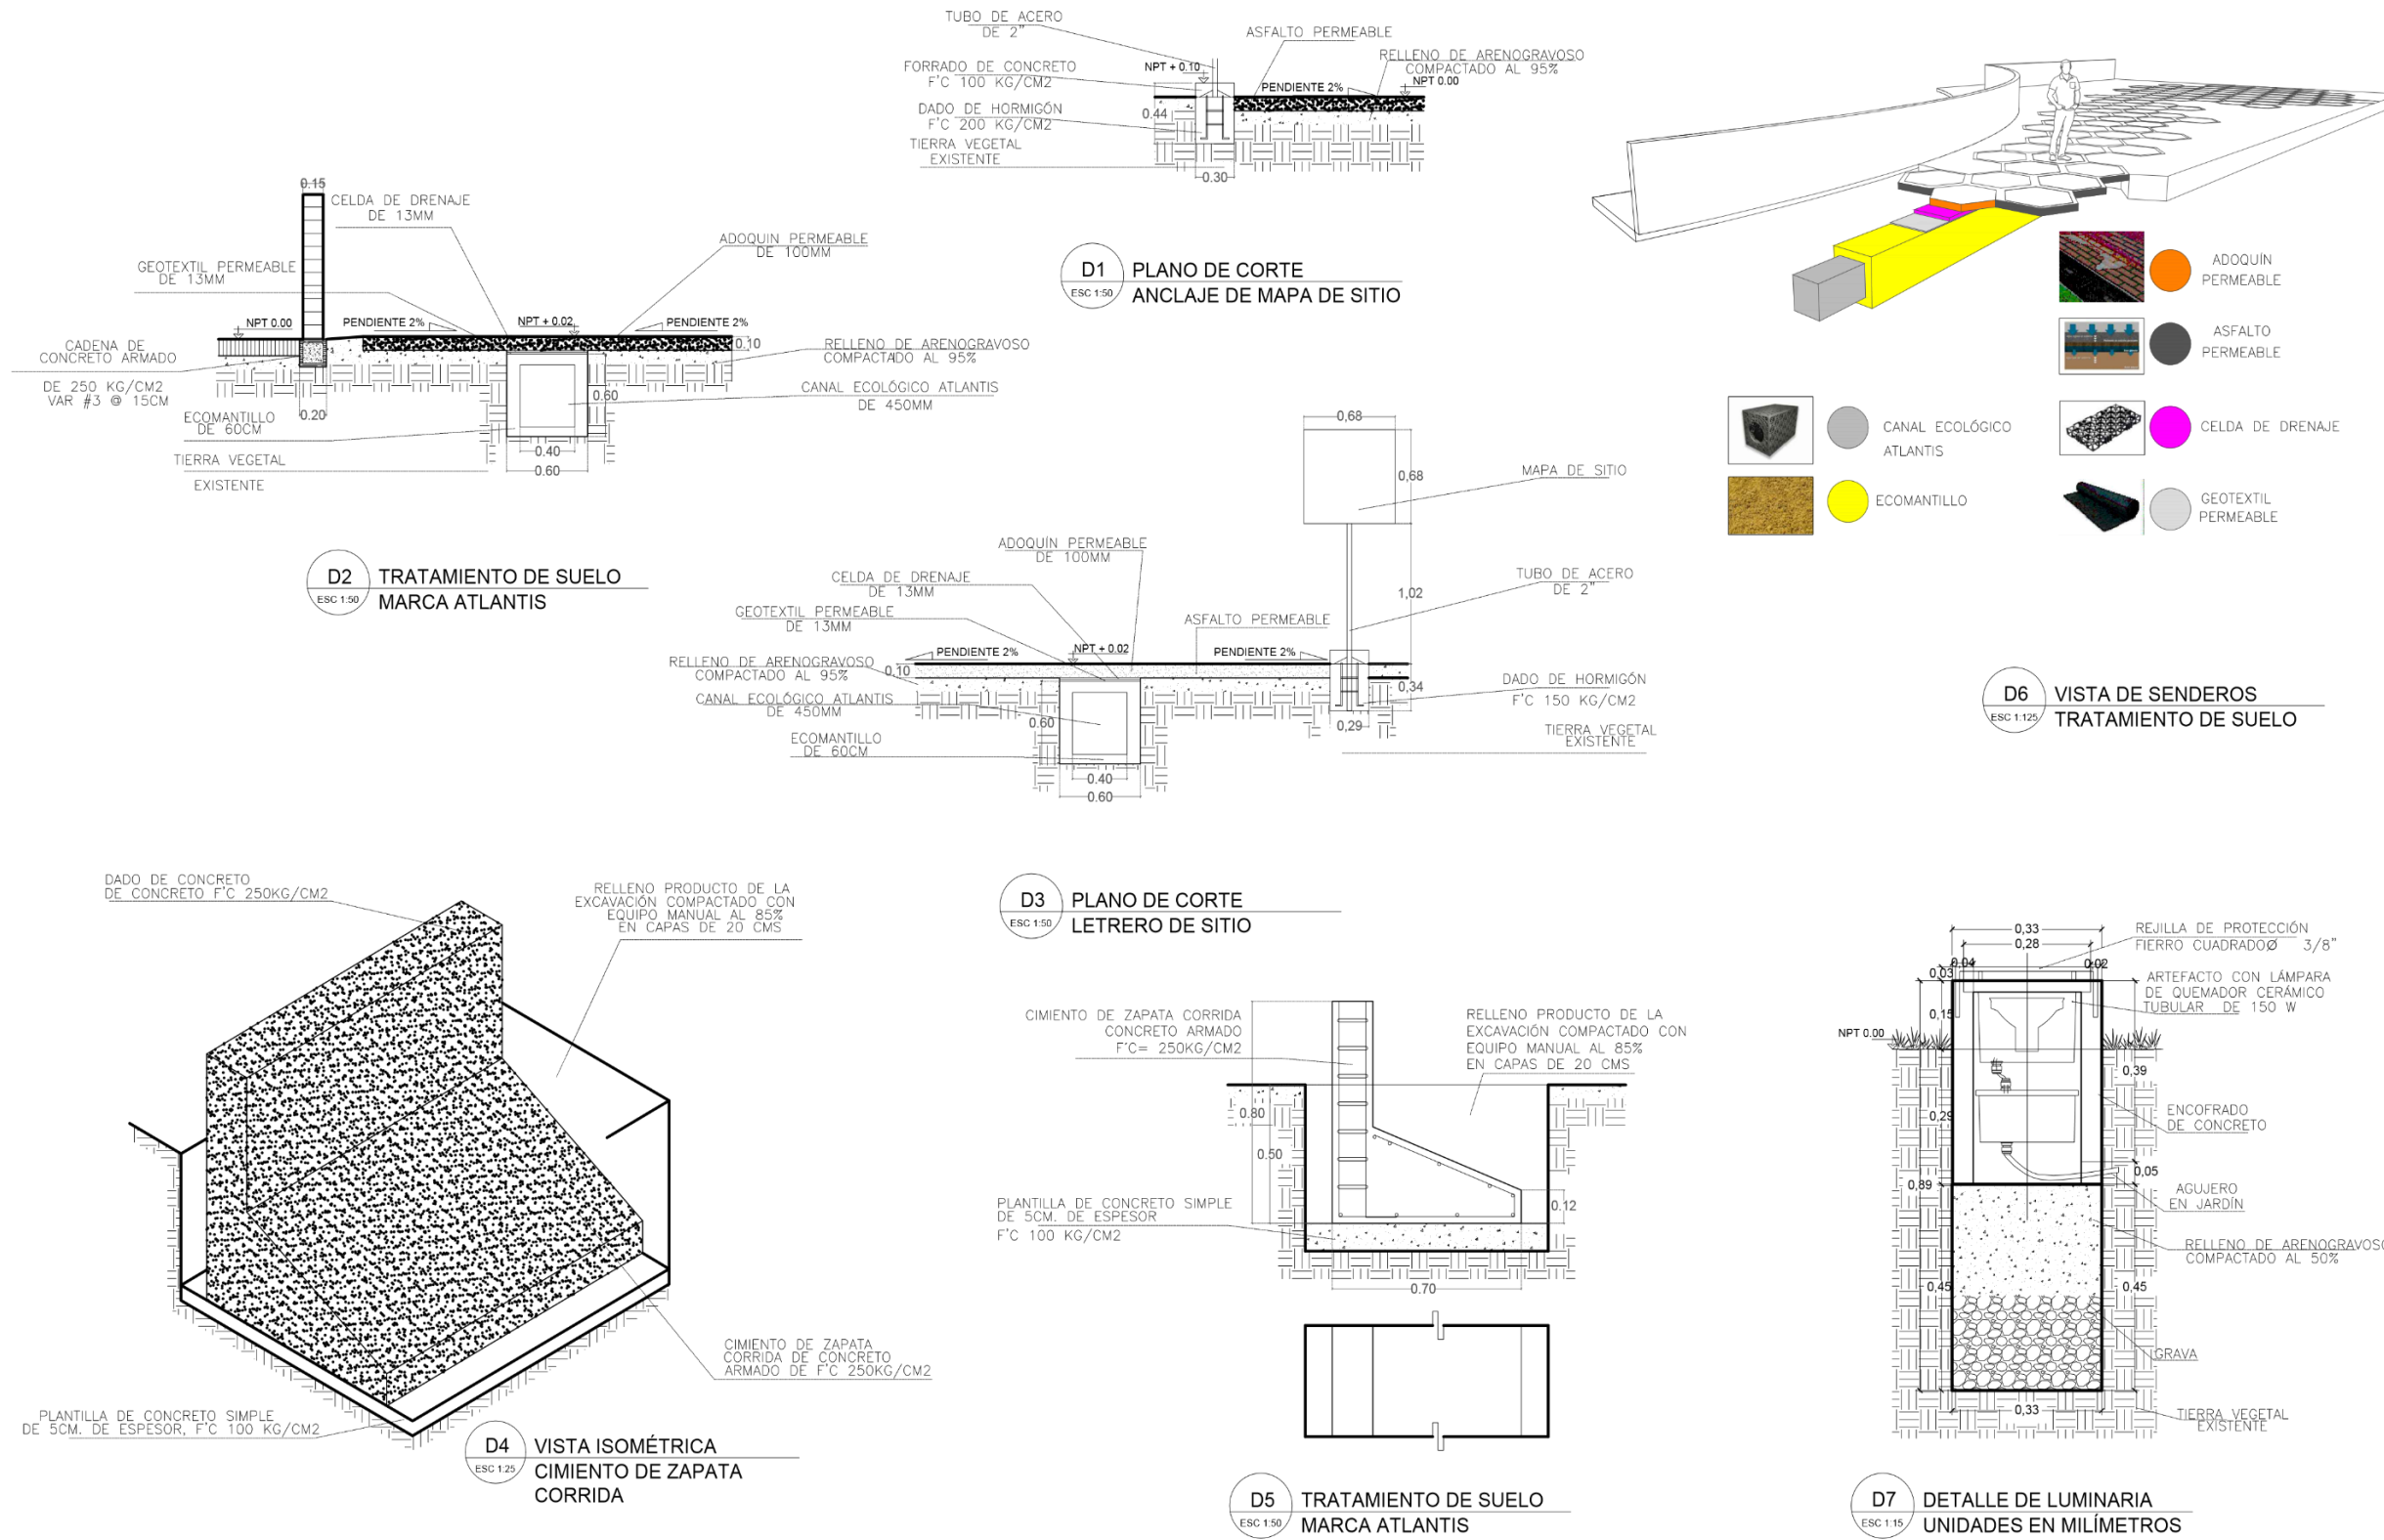 TUBO DE ACERO
DE 2"
ASFALTO PERMEABLE
RELLENO DE ARENOGRAVOSO
COMPACTADO AL 95%
FORRADO DE CONCRETO
F'C 100 KG/CM2
NPT + 0.10
PENDIENTE 2%
NPT 0.00
DADO DE HORMIGÓN
F'C 200 KG/CM2
0.44
TIERRA VEGETAL
EXISTENTE
0.30
D1
ESC 1:50
PLANO DE CORTE
ANCLAJE DE MAPA DE SITIO
0.15
CELDA DE DRENAJE
DE 13MM
ADOQUIN PERMEABLE
DE 100MM
GEOTEXTIL PERMEABLE
DE 13MM
NPT 0.00
PENDIENTE 2%
NPT + 0.02
PENDIENTE 2%
0.10
CADENA DE
CONCRETO ARMADO
DE 250 KG/CM2
VAR #3 @ 15CM
RELLENO DE ARENOGRAVOSO
COMPACTADO AL 95%
CANAL ECOLÓGICO ATLANTIS
DE 450MM
0.60
0.20
ECOMANTILLO
DE 60CM
0.40
0.60
TIERRA VEGETAL
EXISTENTE
D2
ESC 1:50
TRATAMIENTO DE SUELO
MARCA ATLANTIS
0,68
0,68
MAPA DE SITIO
1,02
TUBO DE ACERO
DE 2"
ADOQUÍN PERMEABLE
DE 100MM
CELDA DE DRENAJE
DE 13MM
GEOTEXTIL PERMEABLE
DE 13MM
ASFALTO PERMEABLE
PENDIENTE 2%
NPT + 0.02
PENDIENTE 2%
RELLENO DE ARENOGRAVOSO
COMPACTADO AL 95%
0.10
CANAL ECOLÓGICO ATLANTIS
DE 450MM
0.60
0,34
DADO DE HORMIGÓN
F'C 150 KG/CM2
0,29
TIERRA VEGETAL
EXISTENTE
ECOMANTILLO
DE 60CM
0.40
0.60
D3
ESC 1:50
PLANO DE CORTE
LETRERO DE SITIO
ADOQUÍN
PERMEABLE
ASFALTO
PERMEABLE
CANAL ECOLÓGICO
ATLANTIS
CELDA DE DRENAJE
ECOMANTILLO
GEOTEXTIL
PERMEABLE
D6
ESC 1:125
VISTA DE SENDEROS
TRATAMIENTO DE SUELO
DADO DE CONCRETO
DE CONCRETO F'C 250KG/CM2
RELLENO PRODUCTO DE LA
EXCAVACIÓN COMPACTADO CON
EQUIPO MANUAL AL 85%
EN CAPAS DE 20 CMS
CIMIENTO DE ZAPATA
CORRIDA DE CONCRETO
ARMADO DE F'C 250KG/CM2
PLANTILLA DE CONCRETO SIMPLE
DE 5CM. DE ESPESOR, F'C 100 KG/CM2
D4
ESC 1:25
VISTA ISOMÉTRICA
CIMIENTO DE ZAPATA
CORRIDA
CIMIENTO DE ZAPATA CORRIDA
CONCRETO ARMADO
F'C= 250KG/CM2
RELLENO PRODUCTO DE LA
EXCAVACIÓN COMPACTADO CON
EQUIPO MANUAL AL 85%
EN CAPAS DE 20 CMS
0.80
0.50
PLANTILLA DE CONCRETO SIMPLE
DE 5CM. DE ESPESOR
F'C 100 KG/CM2
0.12
0.70
D5
ESC 1:50
TRATAMIENTO DE SUELO
MARCA ATLANTIS
0,33
0,28
0,04
0,02
0,03
REJILLA DE PROTECCIÓN
FIERRO CUADRADOØ 3/8"
ARTEFACTO CON LÁMPARA
DE QUEMADOR CERÁMICO
TUBULAR DE 150 W
0,15
NPT 0.00
0,39
0,29
ENCOFRADO
DE CONCRETO
0,05
0,89
AGUJERO
EN JARDÍN
RELLENO DE ARENOGRAVOSO
COMPACTADO AL 50%
0,45
0,45
GRAVA
0,33
TIERRA VEGETAL
EXISTENTE
D7
ESC 1:15
DETALLE DE LUMINARIA
UNIDADES EN MILÍMETROS